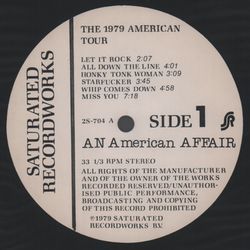 THE 1979 AMERICAN
TOUR
LET IT ROCK 2:07
ALL DOWN THE LINE 4:01
HONKY TONK WOMAN 3:09
STARFUCKER 3:45
WHIP COMES DOWN 4:58
MISS YOU 7:18
SATURATED
RECORDWORKS
2S-704 A
SIDE 1
AN American AFFAIR
33 1/3 RPM STEREO
ALL RIGHTS OF THE MANUFACTURER
AND OF THE OWNER OF THE WORKS
RECORDED RESERVED/UNAUTHOR-
ISED PUBLIC PERFORMANCE,
BROADCASTING AND COPYING
OF THIS RECORD PROHIBITED
©1979 SATURATED
RECORDWORKS B.V.